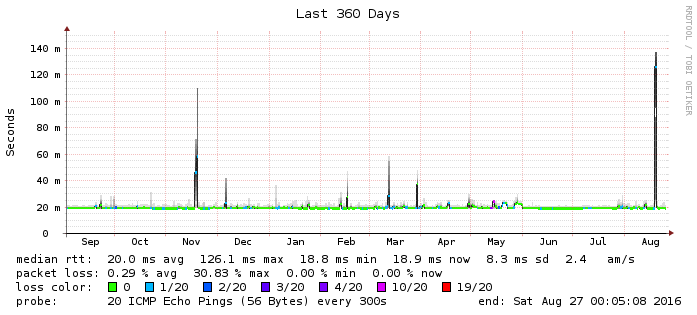 Last 360 Days
RRDTOOL / TOBI OETIKER
Seconds
140 m
120 m
100 m
80 m
60 m
40 m
20 m
0
Sep Oct Nov Dec Jan Feb Mar Apr May Jun Jul Aug
median rtt: 20.0 ms avg 126.1 ms max 18.8 ms min 18.9 ms now 8.3 ms sd 2.4 am/s
packet loss: 0.29 % avg 30.83 % max 0.00 % min 0.00 % now
loss color: 0 1/20 2/20 3/20 4/20 10/20 19/20
probe: 20 ICMP Echo Pings (56 Bytes) every 300s end: Sat Aug 27 00:05:08 2016